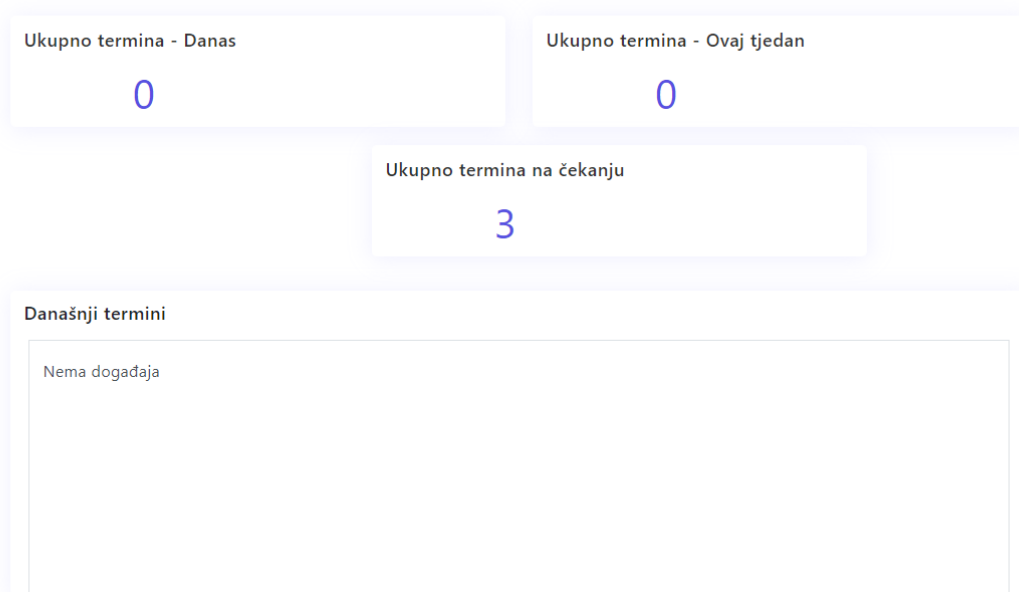 Ukupno termina - Danas
0
Ukupno termina - Ovaj tjedan
0
Ukupno termina na čekanju
3
Današnji termini
Nema događaja